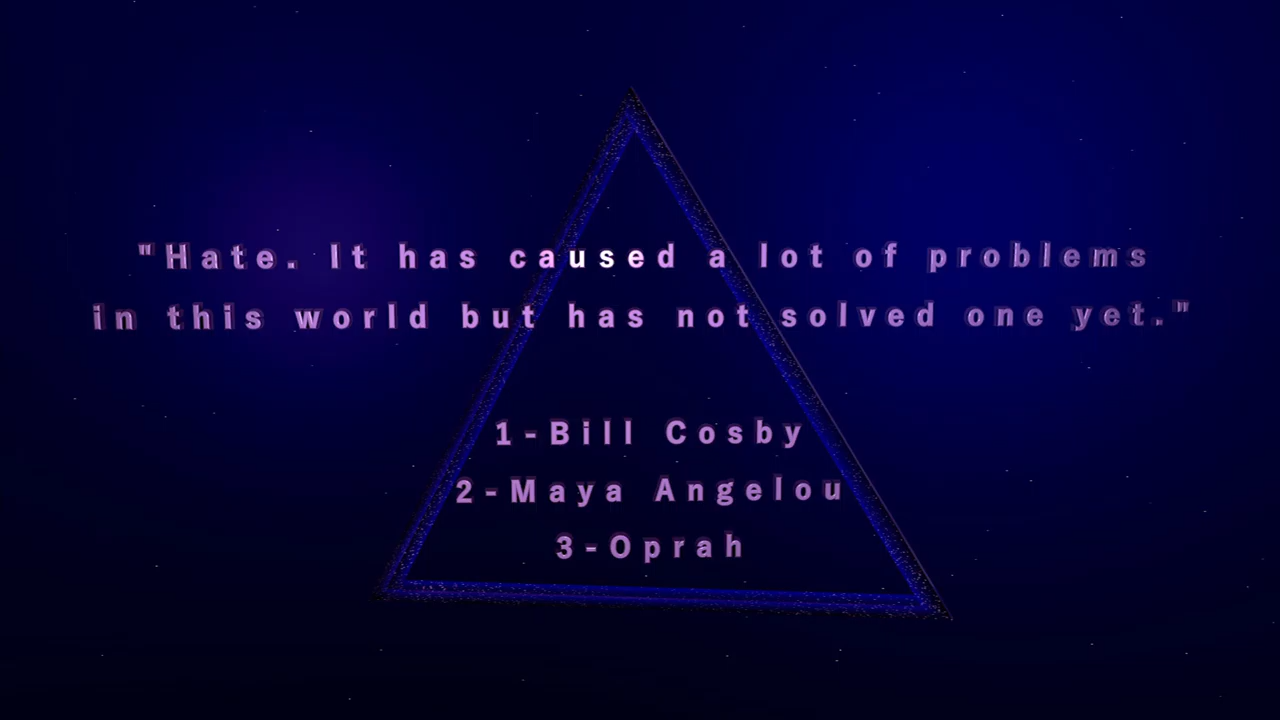 "Hate. It has caused a lot of problems
in this world but has not solved one yet."
1-Bill Cosby
2-Maya Angelou
3-Oprah